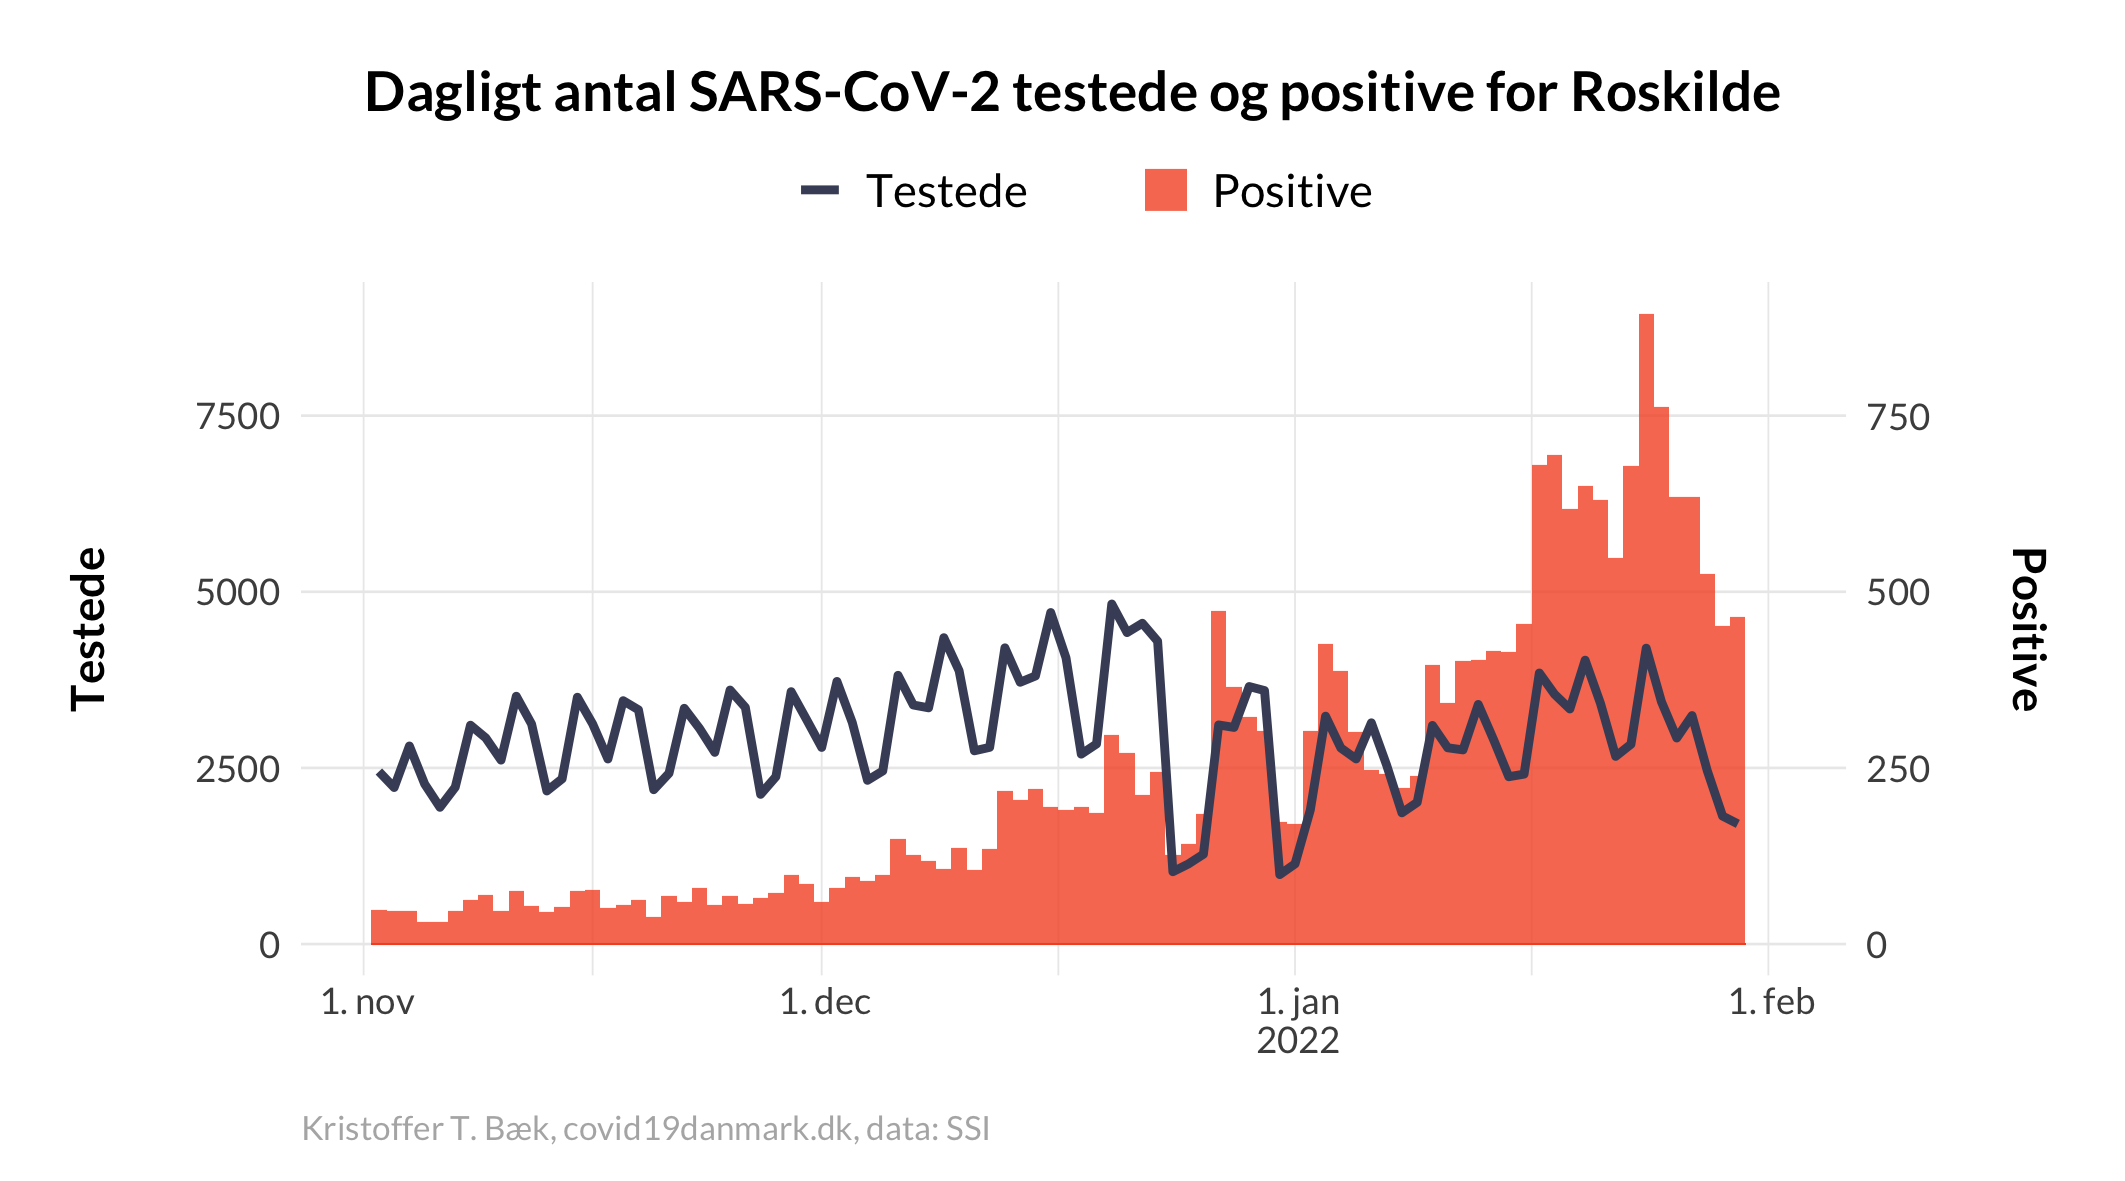 Dagligt antal SARS-CoV-2 testede og positive for Roskilde
Testede
Positive
7500
5000
2500
0
Testede
750
500
250
0
Positive
1. nov
1. dec
1. jan
2022
1. feb
Kristoffer T. Bæk, covid19danmark.dk, data: SSI